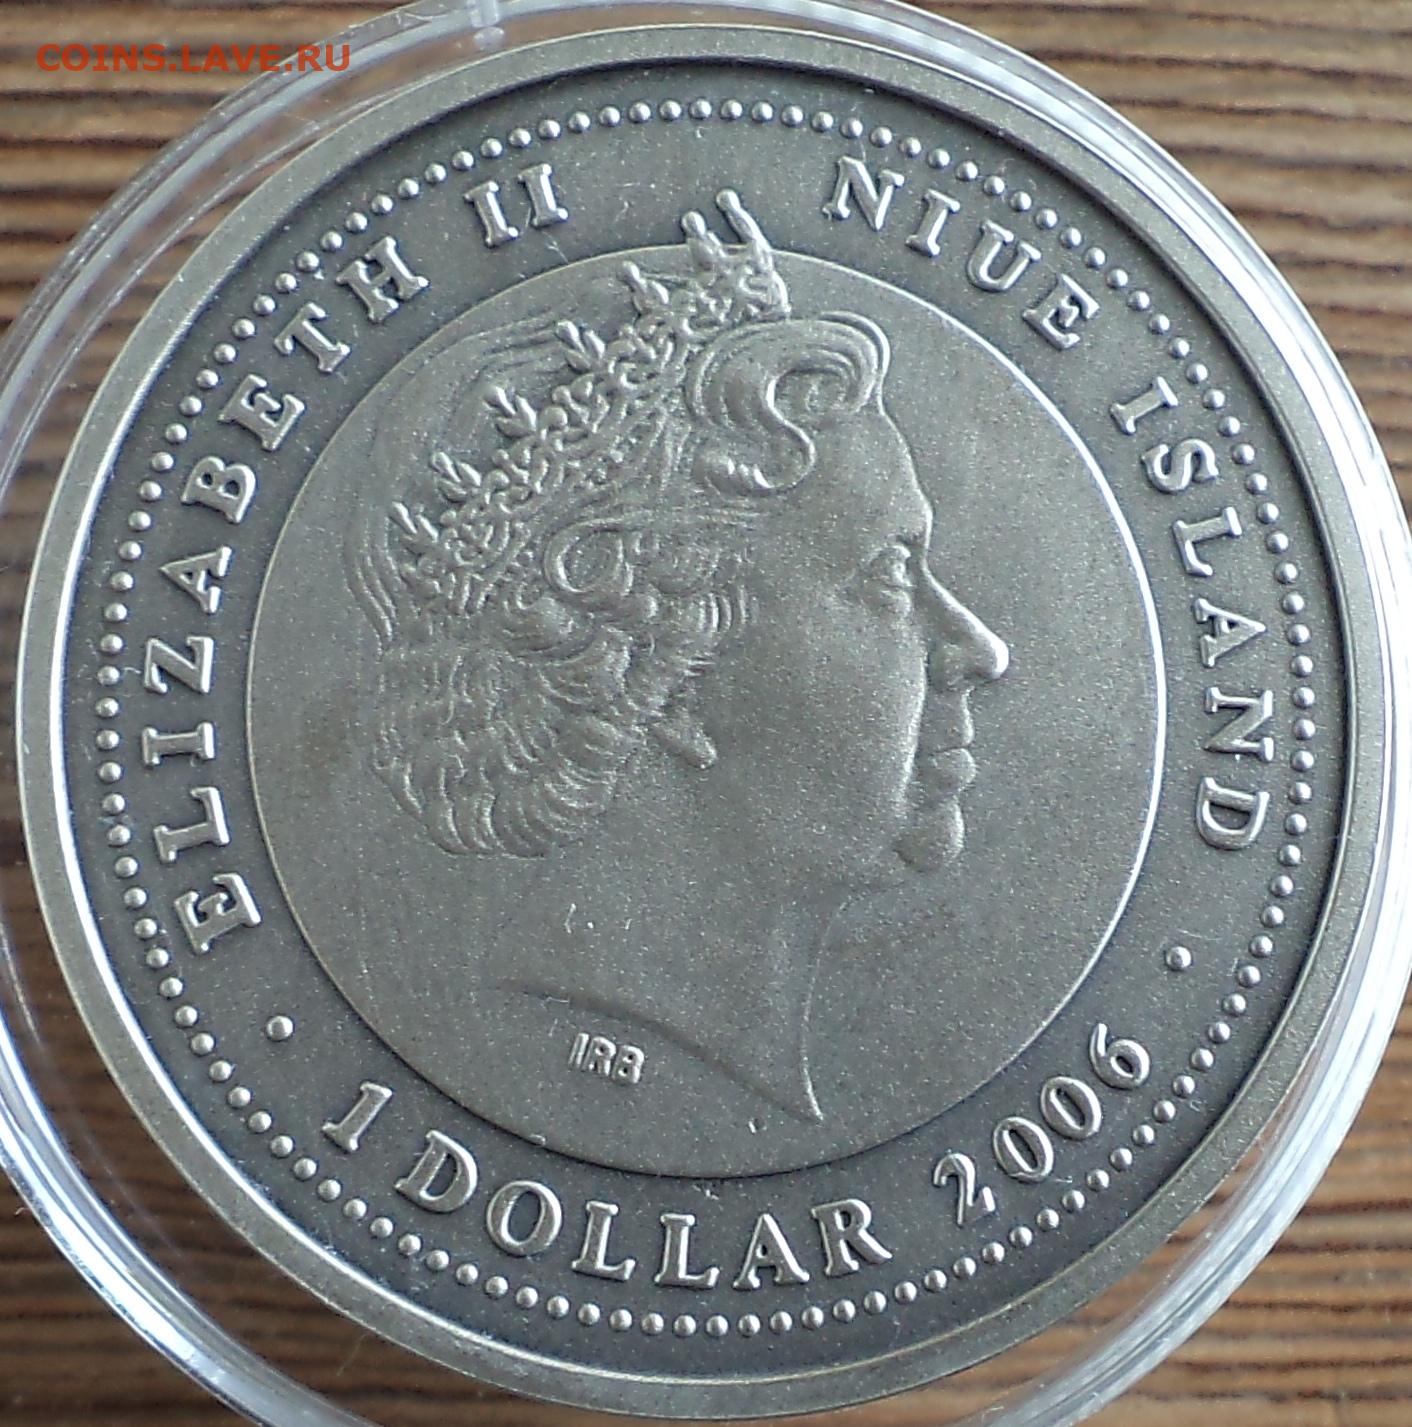 COINS.LAVE.RU
ELIZABETH II NIUE ISLAND
IRB
1 DOLLAR 2006